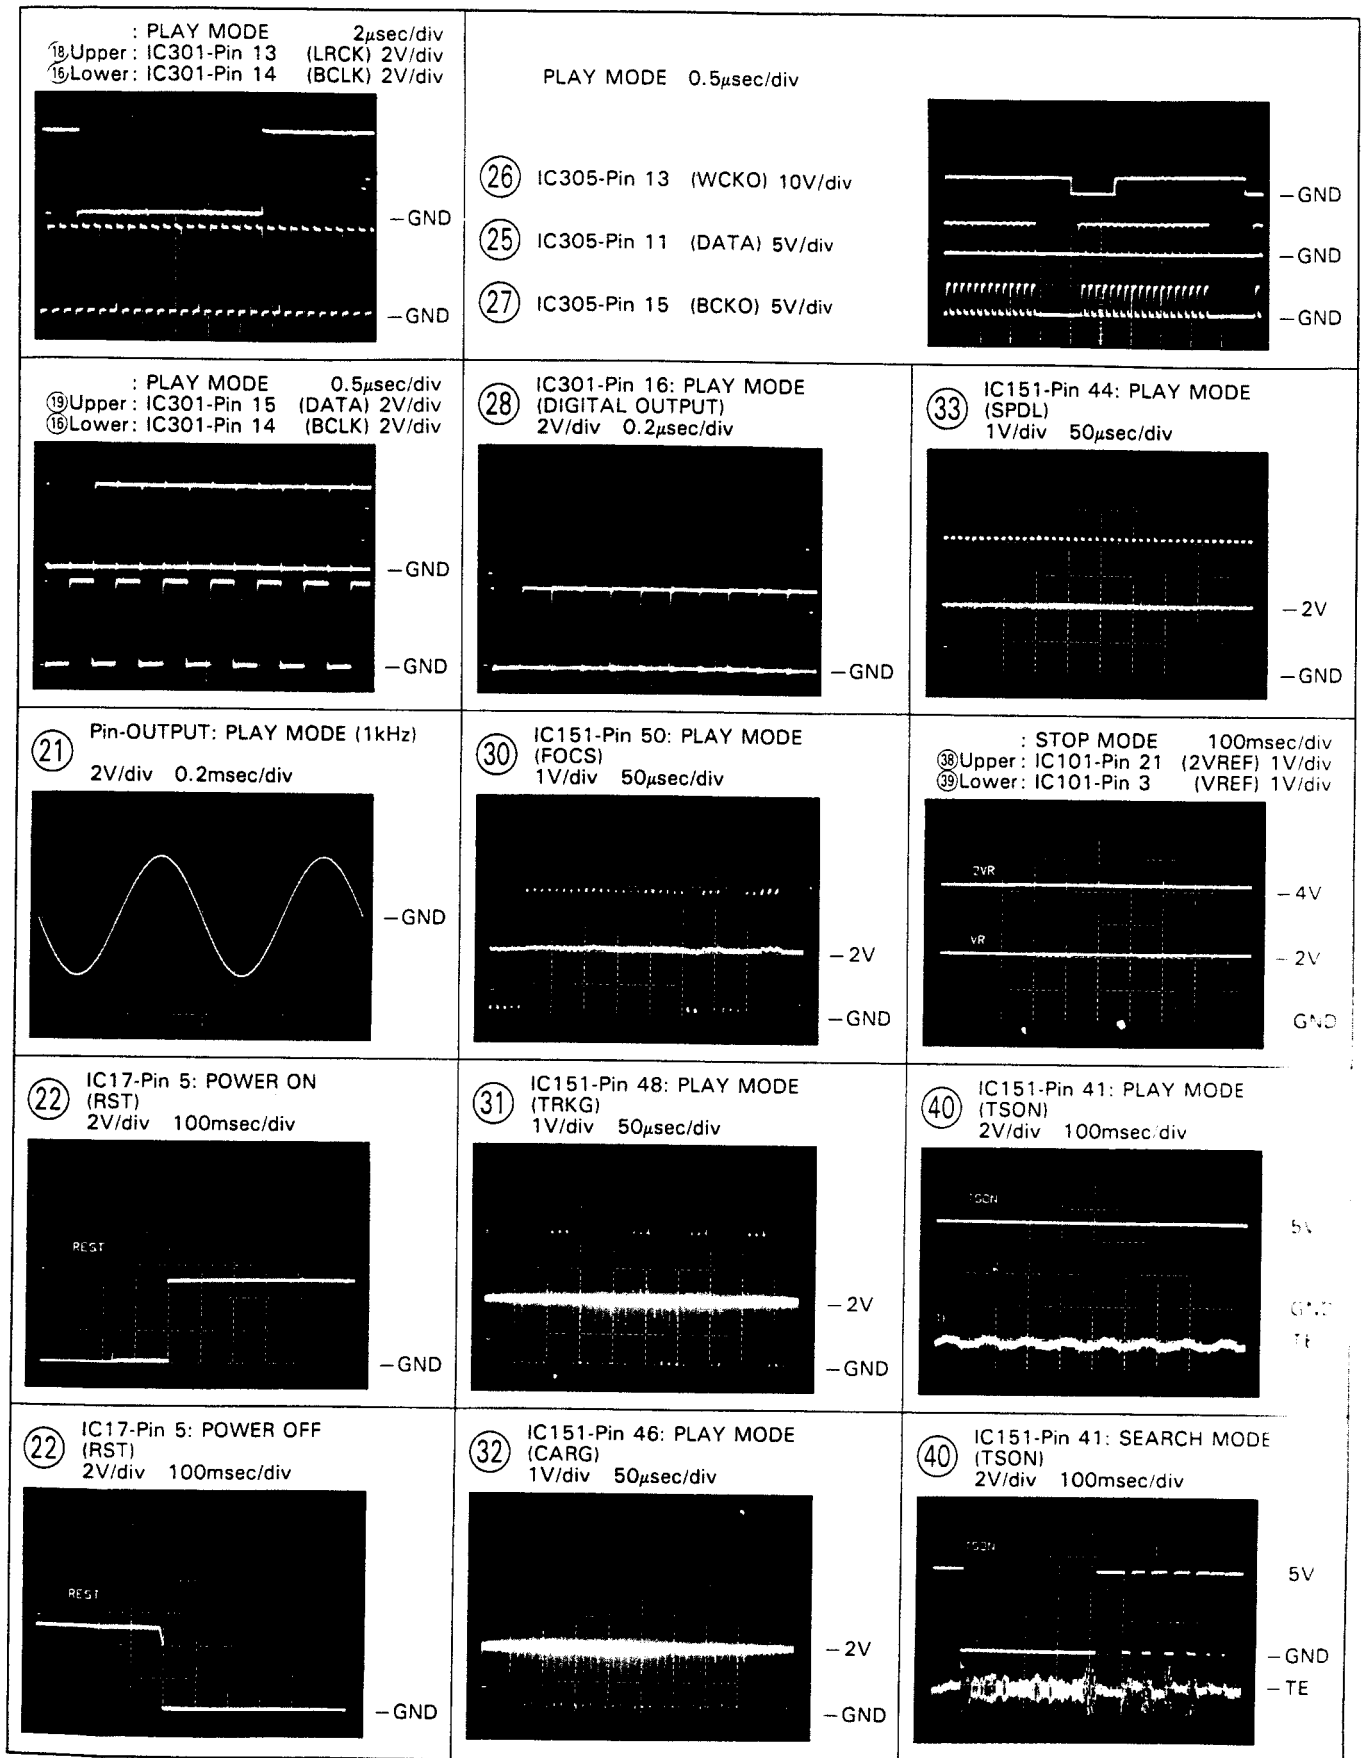 : PLAY MODE 2μsec/div
⑱Upper: IC301-Pin 13 (LRCK) 2V/div
⑯Lower: IC301-Pin 14 (BCLK) 2V/div
–GND
–GND
PLAY MODE 0.5μsec/div
㉖ IC305-Pin 13 (WCKO) 10V/div
㉕ IC305-Pin 11 (DATA) 5V/div
㉗ IC305-Pin 15 (BCKO) 5V/div
–GND
–GND
–GND
: PLAY MODE 0.5μsec/div
⑲Upper: IC301-Pin 15 (DATA) 2V/div
⑯Lower: IC301-Pin 14 (BCLK) 2V/div
–GND
–GND
㉘ IC301-Pin 16: PLAY MODE
(DIGITAL OUTPUT)
2V/div 0.2μsec/div
–GND
㉝ IC151-Pin 44: PLAY MODE
(SPDL)
1V/div 50μsec/div
–2V
–GND
㉑ Pin-OUTPUT: PLAY MODE (1kHz)
2V/div 0.2msec/div
–GND
㉚ IC151-Pin 50: PLAY MODE
(FOCS)
1V/div 50μsec/div
–2V
–GND
: STOP MODE 100msec/div
㊳Upper: IC101-Pin 21 (2VREF) 1V/div
㊴Lower: IC101-Pin 3 (VREF) 1V/div
2VR
–4V
VR
–2V
GND
㉒ IC17-Pin 5: POWER ON
(RST)
2V/div 100msec/div
REST
–GND
㉛ IC151-Pin 48: PLAY MODE
(TRKG)
1V/div 50μsec/div
–2V
–GND
㊵ IC151-Pin 41: PLAY MODE
(TSON)
2V/div 100msec/div
TSON
5V
GND
TE
㉒ IC17-Pin 5: POWER OFF
(RST)
2V/div 100msec/div
REST
–GND
㉜ IC151-Pin 46: PLAY MODE
(CARG)
1V/div 50μsec/div
–2V
–GND
㊵ IC151-Pin 41: SEARCH MODE
(TSON)
2V/div 100msec/div
TSON
5V
–GND
–TE